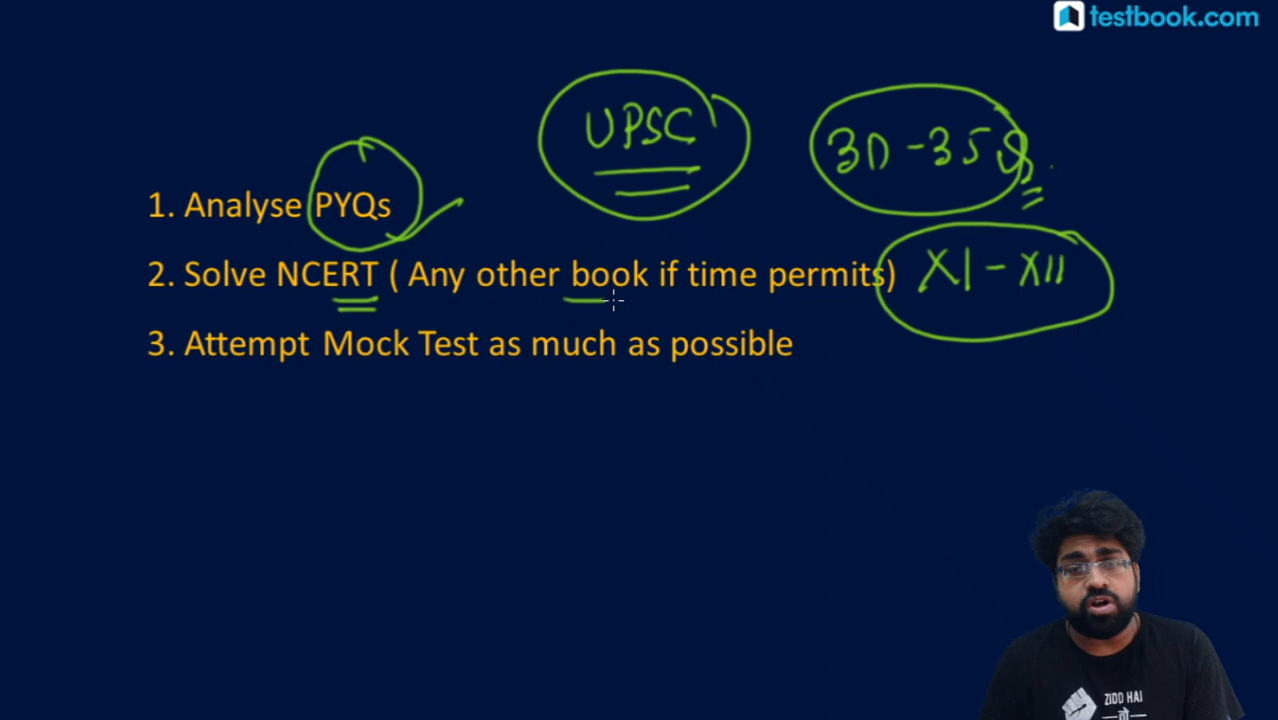 testbook.com
UPSC
30-35 Q
1. Analyse PYQs
2. Solve NCERT ( Any other book if time permits)
XI - XII
3. Attempt Mock Test as much as possible
ZIDD HAI
तो